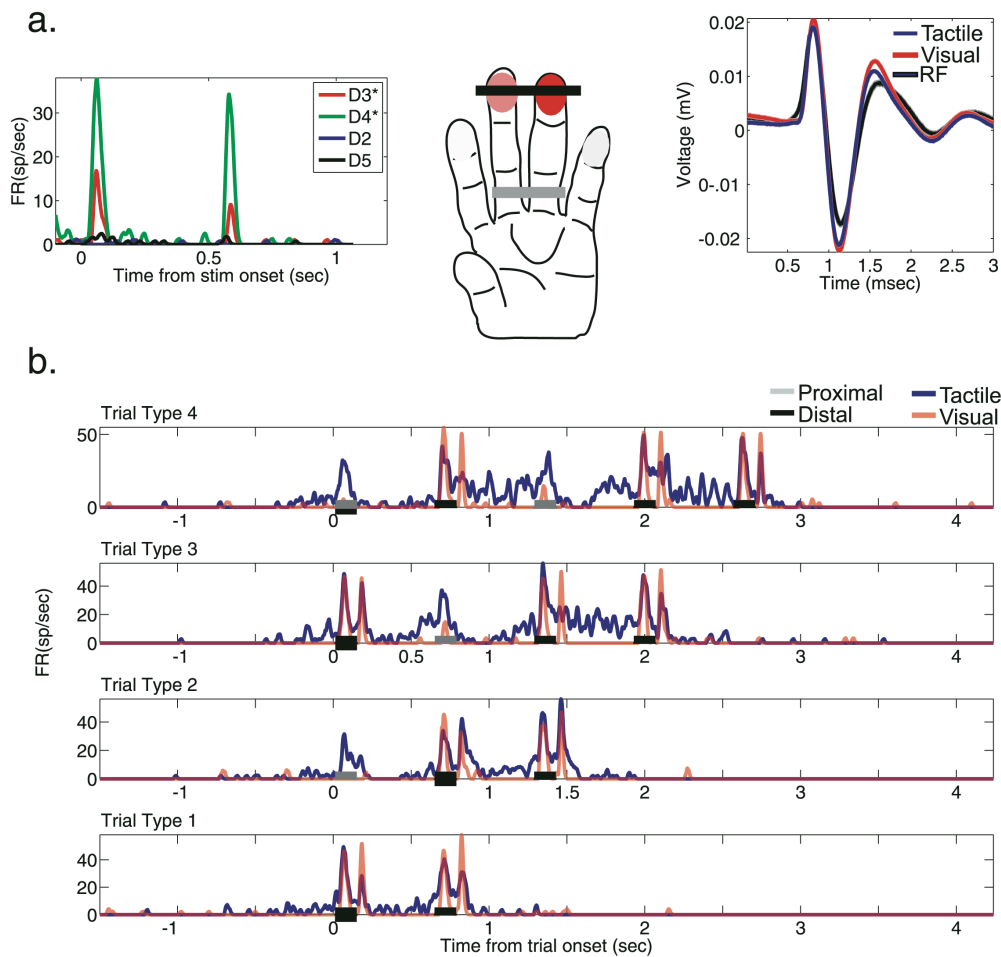 a.
FR(sp/sec)
30
20
10
0
D3*
D4*
D2
D5
0
0.5
1
Time from stim onset (sec)
Voltage (mV)
0.02
0.01
0
0-.01
-0.02
Tactile
Visual
RF
0.5
1
1.5
2
2.5
3
Time (msec)
b.
Proximal
Distal
Tactile
Visual
FR(sp/sec)
Trial Type 4
50
0
-1
0
1
2
3
4
Trial Type 3
40
20
0
-1
0
0.5
1
2
3
4
Trial Type 2
40
20
0
-1
0
1
1.5
2
3
4
Trial Type 1
40
20
0
-1
0
1
2
3
4
Time from trial onset (sec)